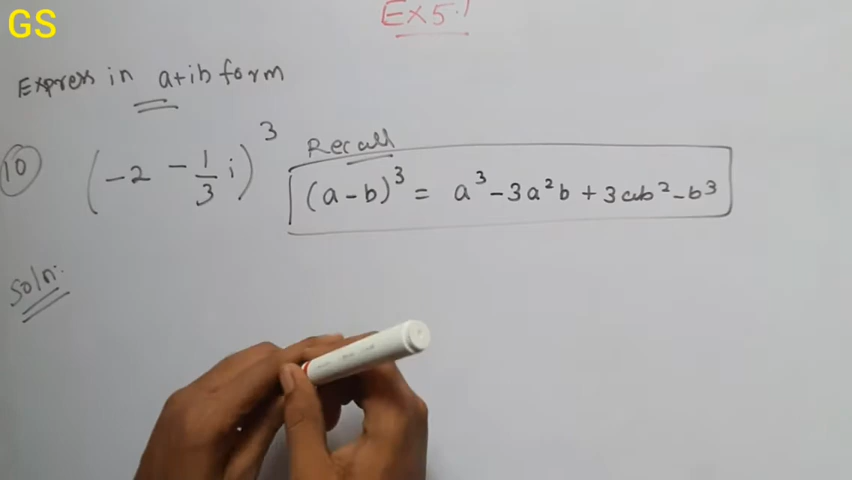 GS
Ex 5.1
Express in a+ib form
10 (-2 - 1/3 i)^3
Recall
(a-b)^3 = a^3 - 3a^2b + 3ab^2 - b^3
Soln: